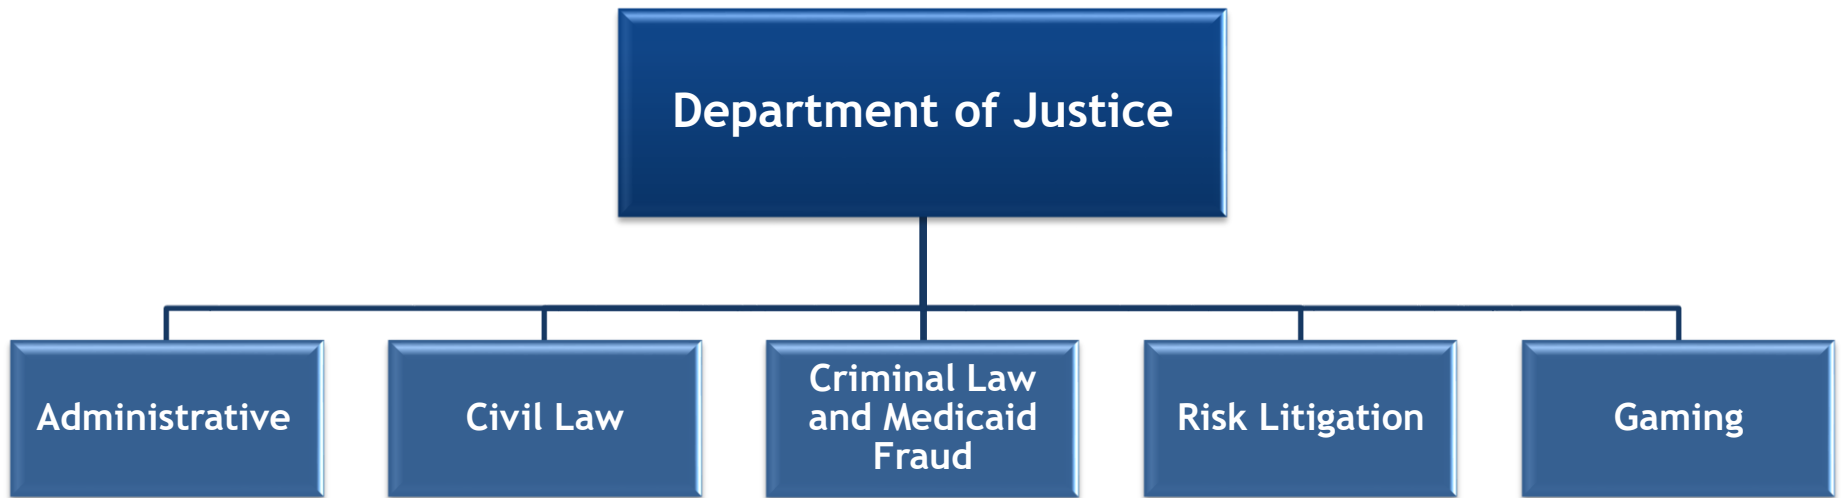 Department of Justice
Administrative
Civil Law
Criminal Law
and Medicaid
Fraud
Risk Litigation
Gaming